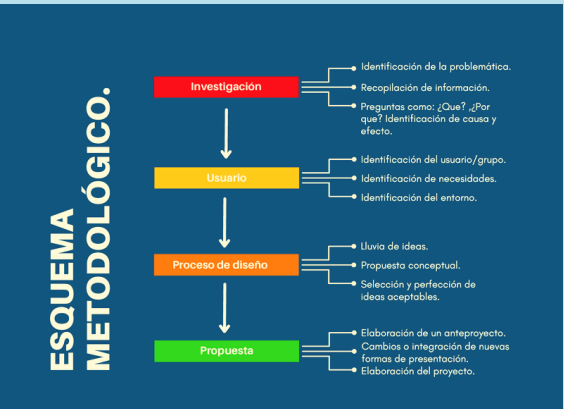 ESQUEMA
METODOLÓGICO.
Investigación
Identificación de la problemática.
Recopilación de información.
Preguntas como: ¿Que? ,¿Por
que? Identificación de causa y
efecto.
Usuario
Identificación del usuario/grupo.
Identificación de necesidades.
Identificación del entorno.
Proceso de diseño
Lluvia de ideas.
Propuesta conceptual.
Selección y perfección de
ideas aceptables.
Propuesta
Elaboración de un anteproyecto.
Cambios o integración de nuevas
formas de presentación.
Elaboración del proyecto.